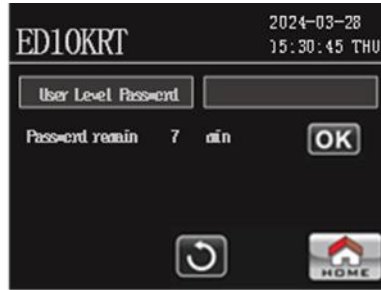 ED10KRT
2024-03-28
15:30:45 THU
User Level Password
Password remain 7 min
OK
HOME